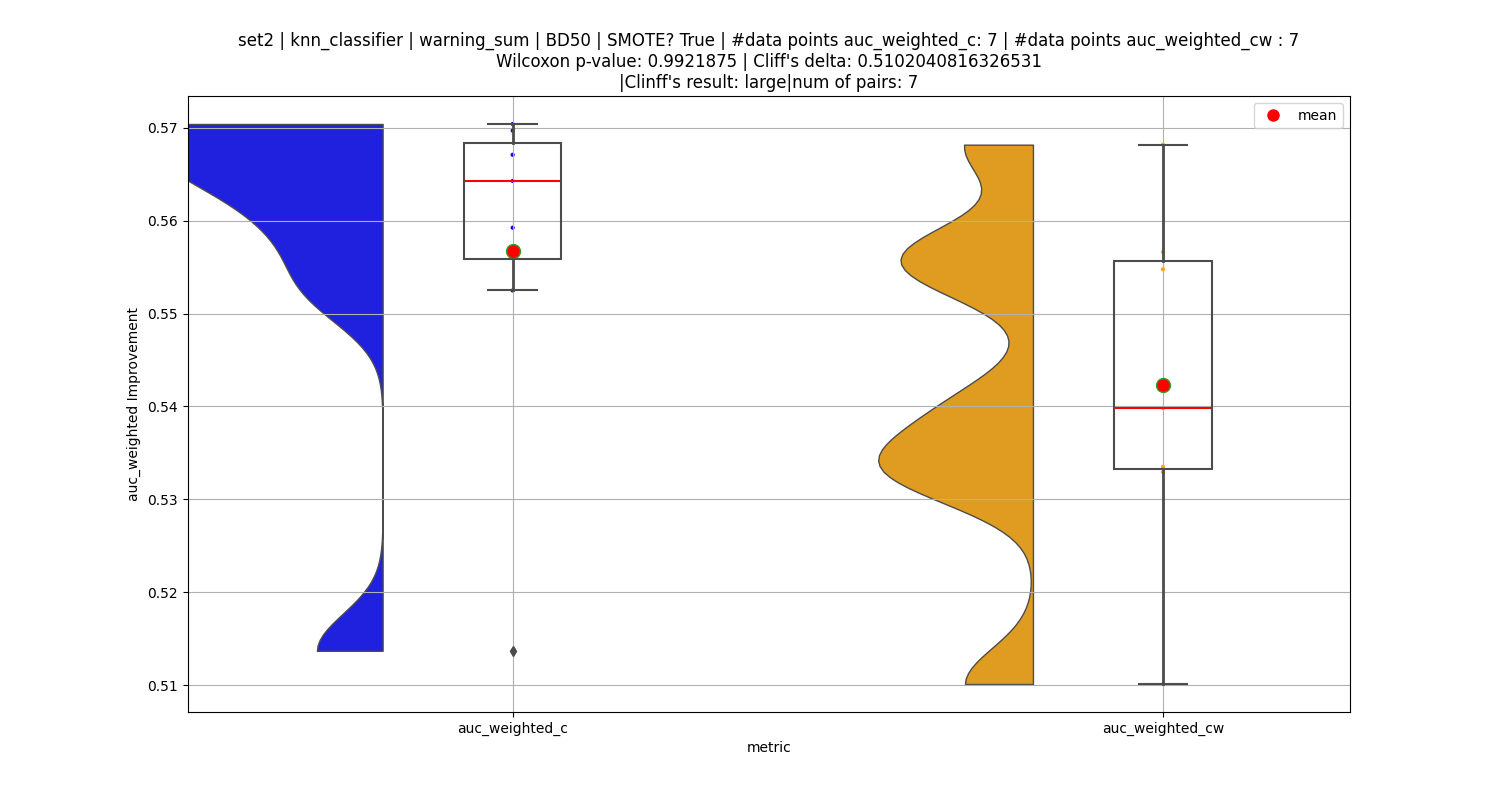 set2 | knn_classifier | warning_sum | BD50 | SMOTE? True | #data points auc_weighted_c: 7 | #data points auc_weighted_cw : 7
Wilcoxon p-value: 0.9921875 | Cliff's delta: 0.5102040816326531
|Clinff's result: large|num of pairs: 7
mean
0.57
0.56
0.55
0.54
0.53
0.52
0.51
auc_weighted Improvement
auc_weighted_c
auc_weighted_cw
metric